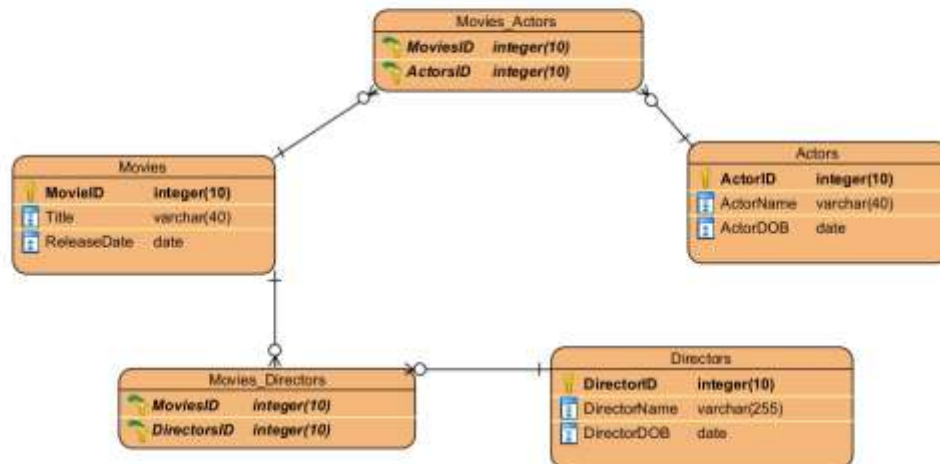 Movies_Actors
MoviesID integer(10)
ActorsID integer(10)
Movies
MovieID integer(10)
Title varchar(40)
ReleaseDate date
Actors
ActorID integer(10)
ActorName varchar(40)
ActorDOB date
Movies_Directors
MoviesID integer(10)
DirectorsID integer(10)
Directors
DirectorID integer(10)
DirectorName varchar(255)
DirectorDOB date